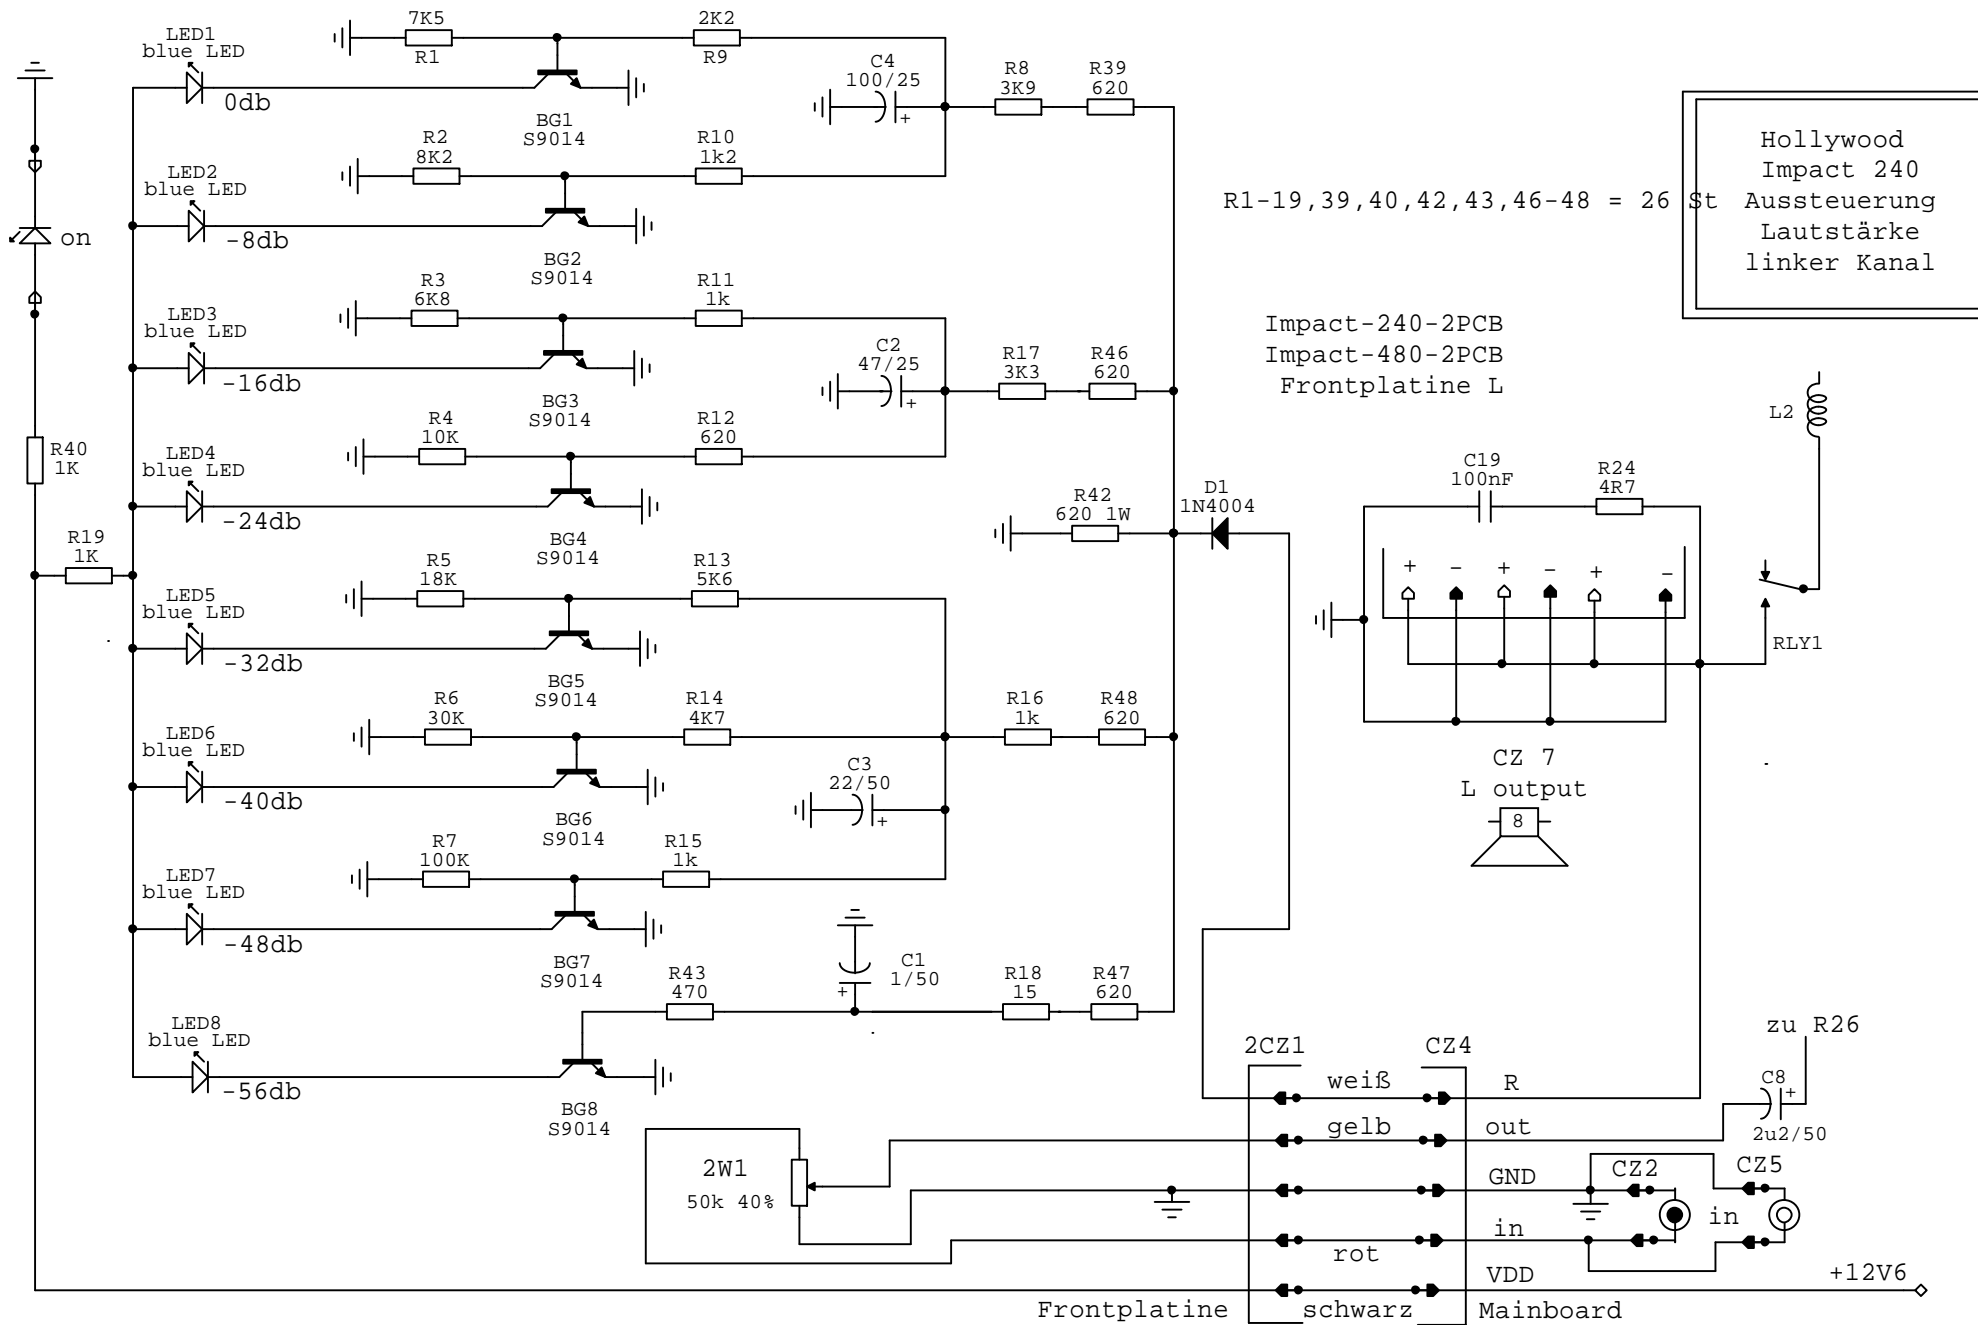 LED1
blue LED
0db
7K5
R1
2K2
R9
BG1
S9014
C4
100/25
+
R8
3K9
R39
620
Hollywood
Impact 240
Aussteuerung
Lautstärke
linker Kanal
R1-19,39,40,42,43,46-48 = 26 St
LED2
blue LED
-8db
R2
8K2
R10
1k2
BG2
S9014
on
LED3
blue LED
-16db
R3
6K8
R11
1k
BG3
S9014
C2
47/25
+
R17
3K3
R46
620
Impact-240-2PCB
Impact-480-2PCB
Frontplatine L
LED4
blue LED
-24db
R4
10K
R12
620
BG4
S9014
R40
1K
R19
1K
R42
620 1W
D1
1N4004
C19
100nF
R24
4R7
L2
RLY1
+ - + - + -
LED5
blue LED
-32db
R5
18K
R13
5K6
BG5
S9014
LED6
blue LED
-40db
R6
30K
R14
4K7
BG6
S9014
C3
22/50
+
R16
1k
R48
620
CZ 7
L output
8
LED7
blue LED
-48db
R7
100K
R15
1k
BG7
S9014
C1
1/50
+
R43
470
R18
15
R47
620
LED8
blue LED
-56db
BG8
S9014
2W1
50k 40%
2CZ1
CZ4
weiß
R
gelb
out
GND
rot
in
schwarz
VDD
Frontplatine
Mainboard
zu R26
C8
+
2u2/50
CZ2
CZ5
in
+12V6